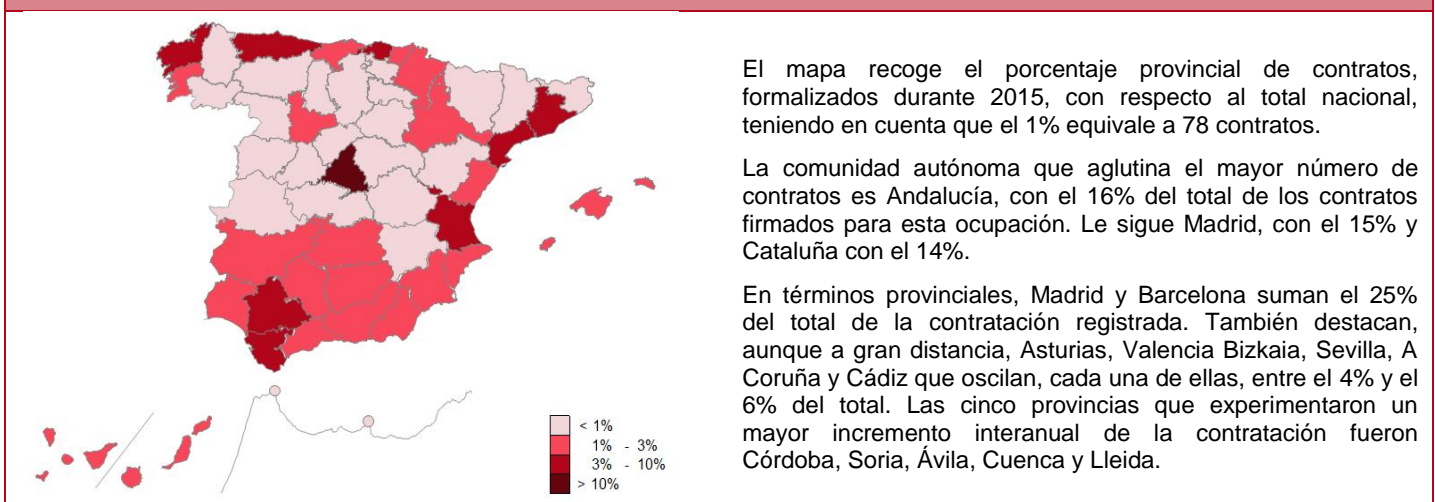 El mapa recoge el porcentaje provincial de contratos,
formalizados durante 2015, con respecto al total nacional,
teniendo en cuenta que el 1% equivale a 78 contratos.
La comunidad autónoma que aglutina el mayor número de
contratos es Andalucía, con el 16% del total de los contratos
firmados para esta ocupación. Le sigue Madrid, con el 15% y
Cataluña con el 14%.
En términos provinciales, Madrid y Barcelona suman el 25%
del total de la contratación registrada. También destacan,
aunque a gran distancia, Asturias, Valencia Bizkaia, Sevilla, A
Coruña y Cádiz que oscilan, cada una de ellas, entre el 4% y el
6% del total. Las cinco provincias que experimentaron un
mayor incremento interanual de la contratación fueron
Córdoba, Soria, Ávila, Cuenca y Lleida.
< 1%
1% - 3%
3% - 10%
> 10%